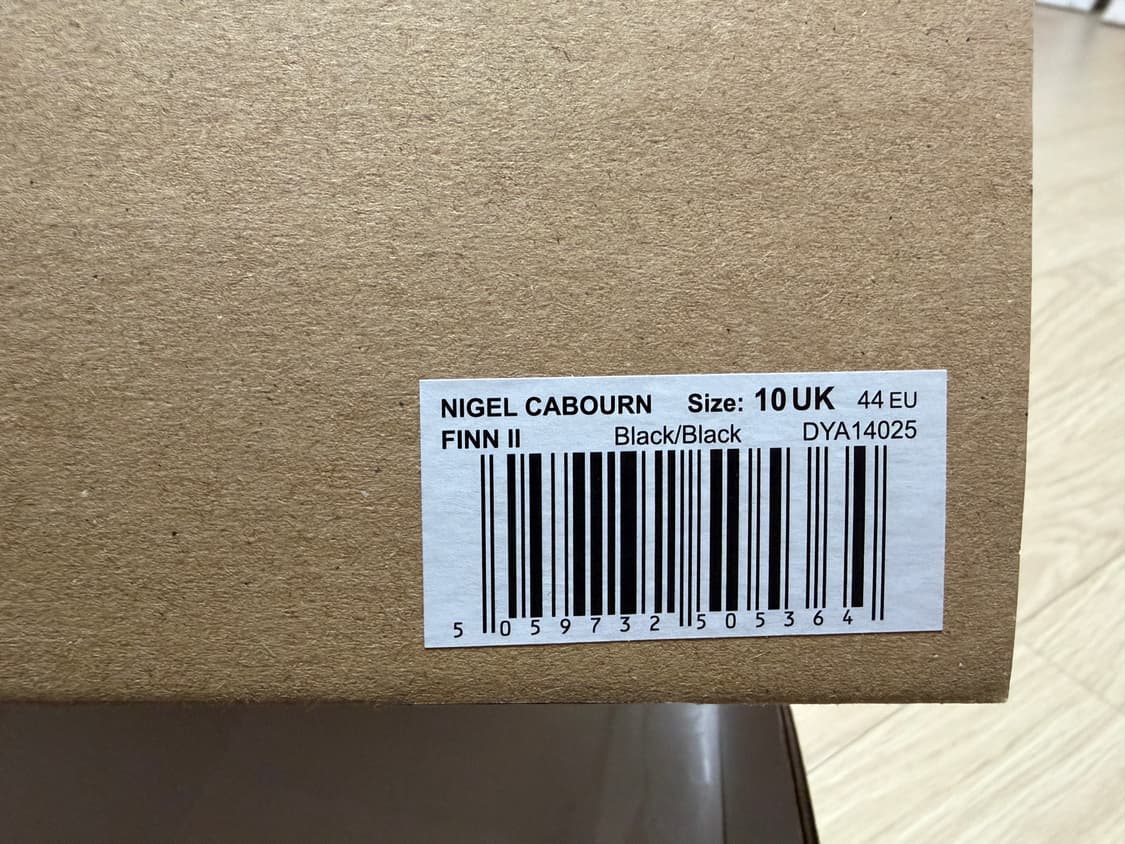 NIGEL CABOURN Size: 10 UK 44 EU
FINN II Black/Black DYA14025
5 059732 505364